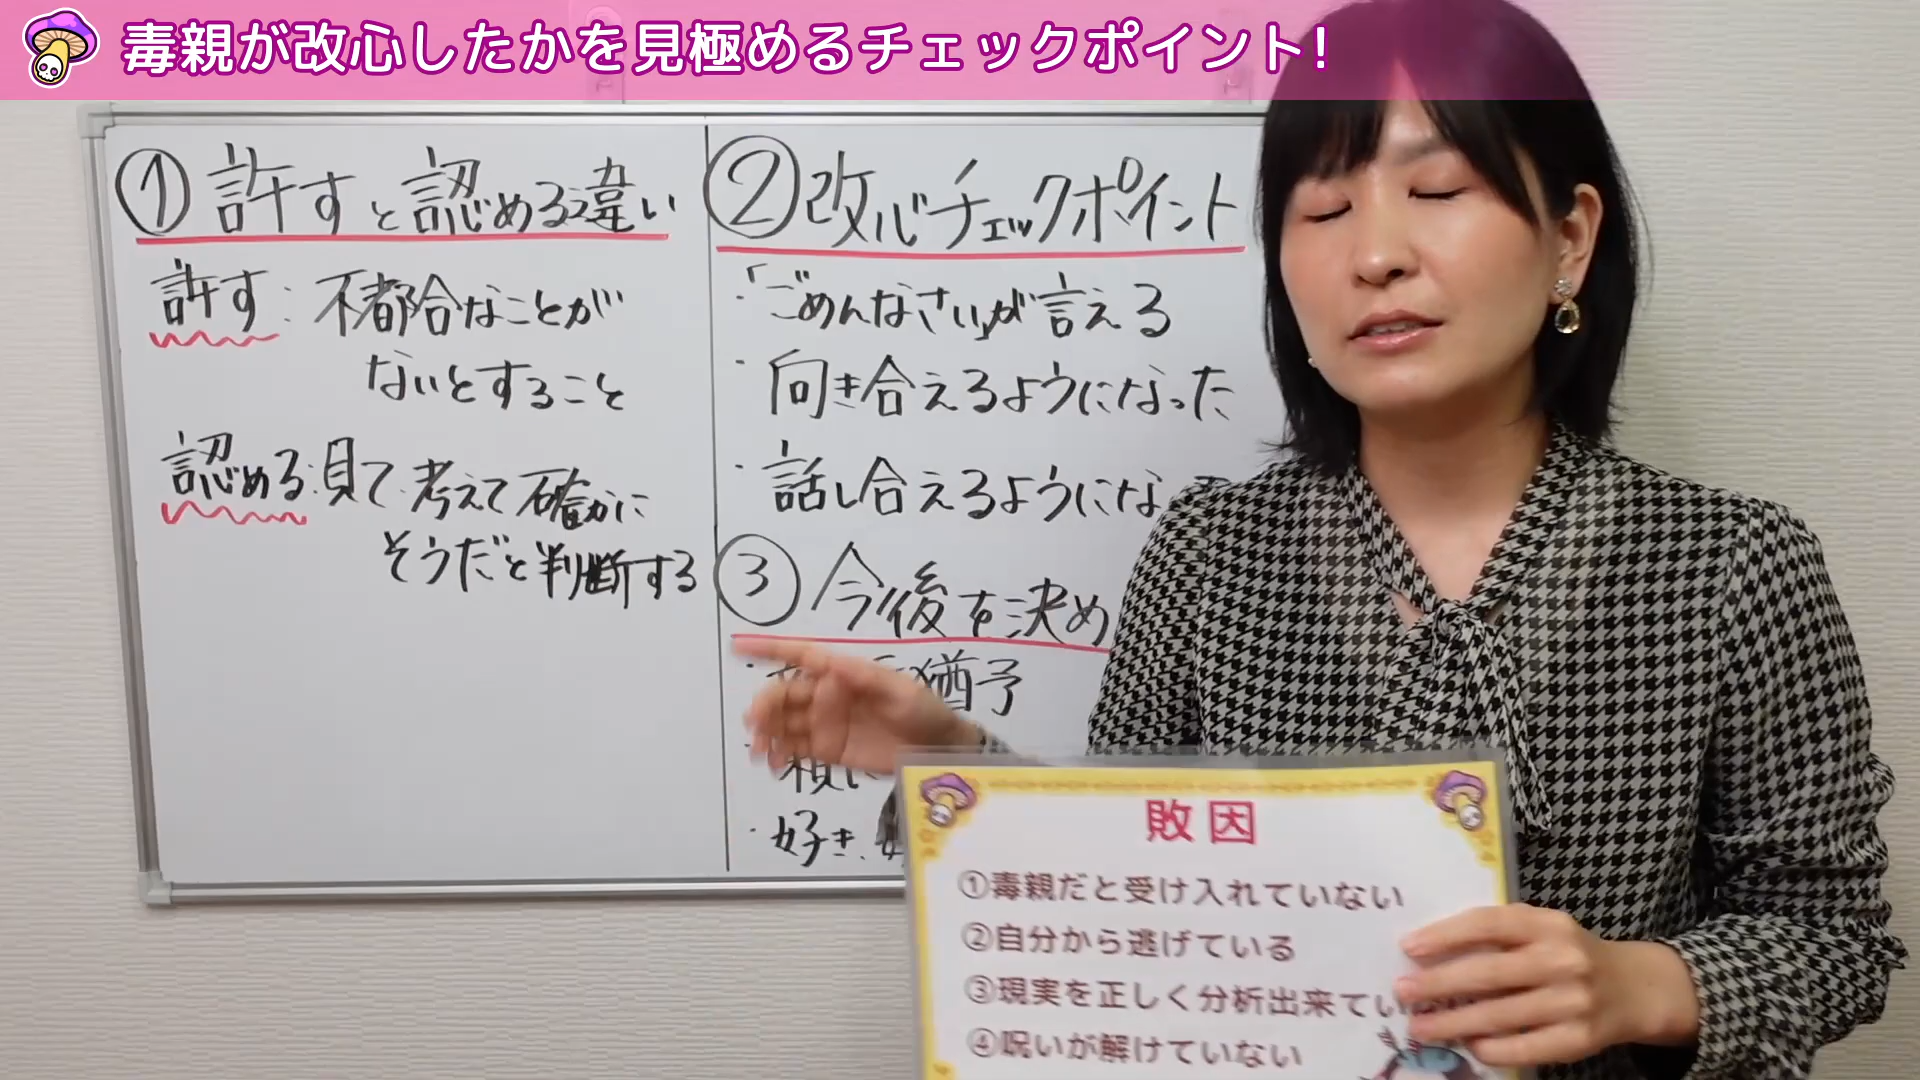 毒親が改心したかを見極めるチェックポイント!
①許すと認める違い
許す:不都合なことが
ないとすること
認める:見て考えて確かに
そうだと判断する
②改心チェックポイント
・「ごめんなさい」が言える
・向き合えるようになった
・話し合えるようにな
③今後を決め
猶予
・好き、
敗因
①毒親だと受け入れていない
②自分から逃げている
③現実を正しく分析出来てい
④呪いが解けていない